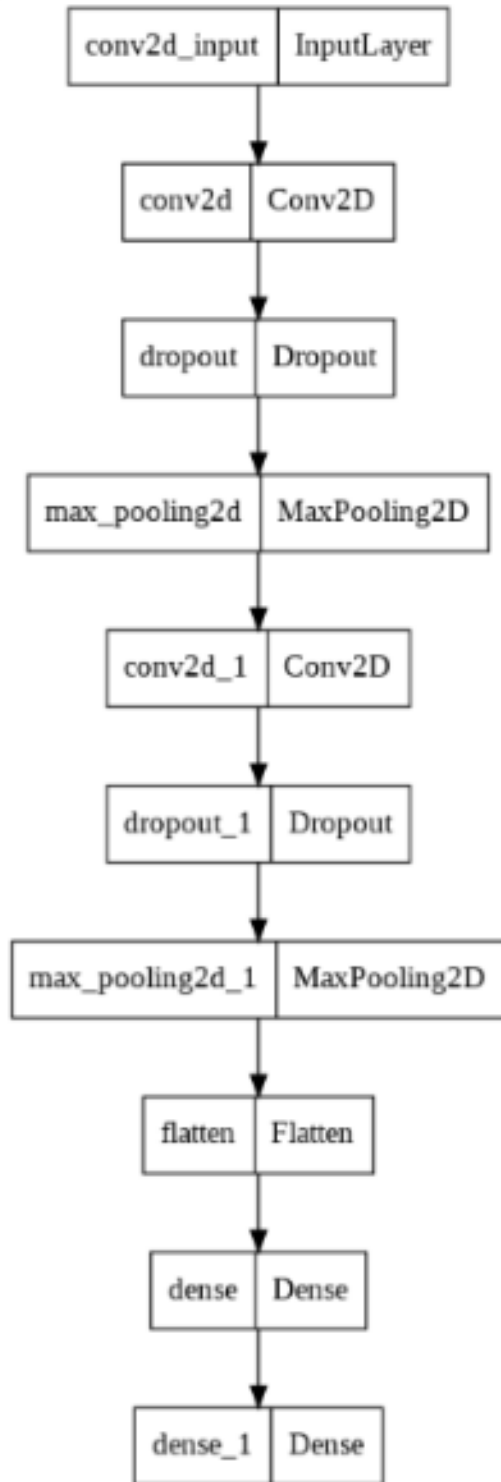 conv2d_input InputLayer
conv2d Conv2D
dropout Dropout
max_pooling2d MaxPooling2D
conv2d_1 Conv2D
dropout_1 Dropout
max_pooling2d_1 MaxPooling2D
flatten Flatten
dense Dense
dense_1 Dense